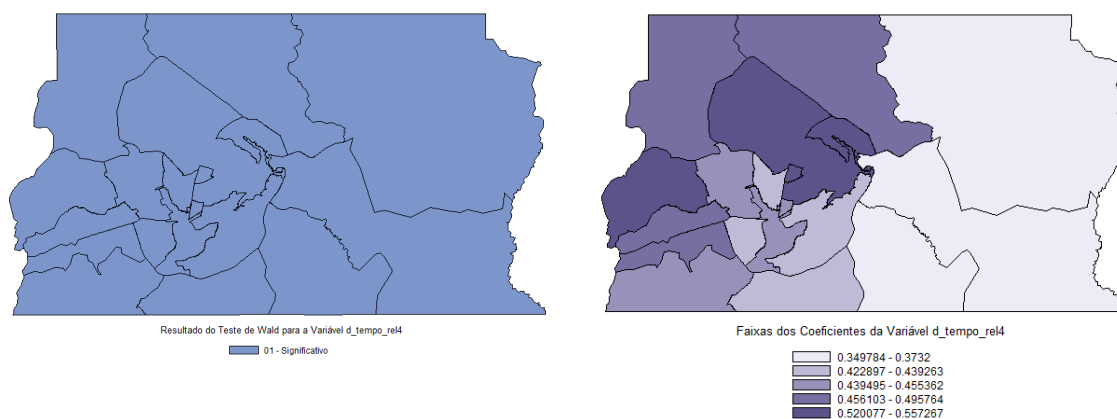 Resultado do Teste de Wald para a Variável d_tempo_rel4
01 - Significativo
Faixas dos Coeficientes da Variável d_tempo_rel4
0.349784 - 0.3732
0.422897 - 0.439263
0.439495 - 0.455362
0.456103 - 0.495764
0.520077 - 0.557267